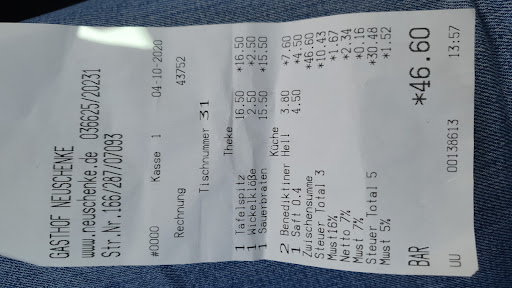 GASTHOF NEUSCHENKE
www.neuschenke.de 036625/20231
Str.Nr.166/287/07093
#0000 Kasse 1 04-10-2020
Rechnung 43752
Tischnummer 31
Theke
1 Tafelspitz 16.50 *16.50
1 Wickelklöße 2.50 *2.50
1 Sauerbraten 15.50 *15.50
Küche
2 Benediktiner Hell 3.80 *7.60
1 Saft 0.4 4.50 *4.50
Zwischensumme *46.60
Steuer Total 3 *10.43
Mwst16% *1.67
Netto 7% *2.34
Mwst 7% *0.16
Steuer Total 5 *30.48
Mwst 5% *1.52
BAR *46.60
UU 00138613 13:57